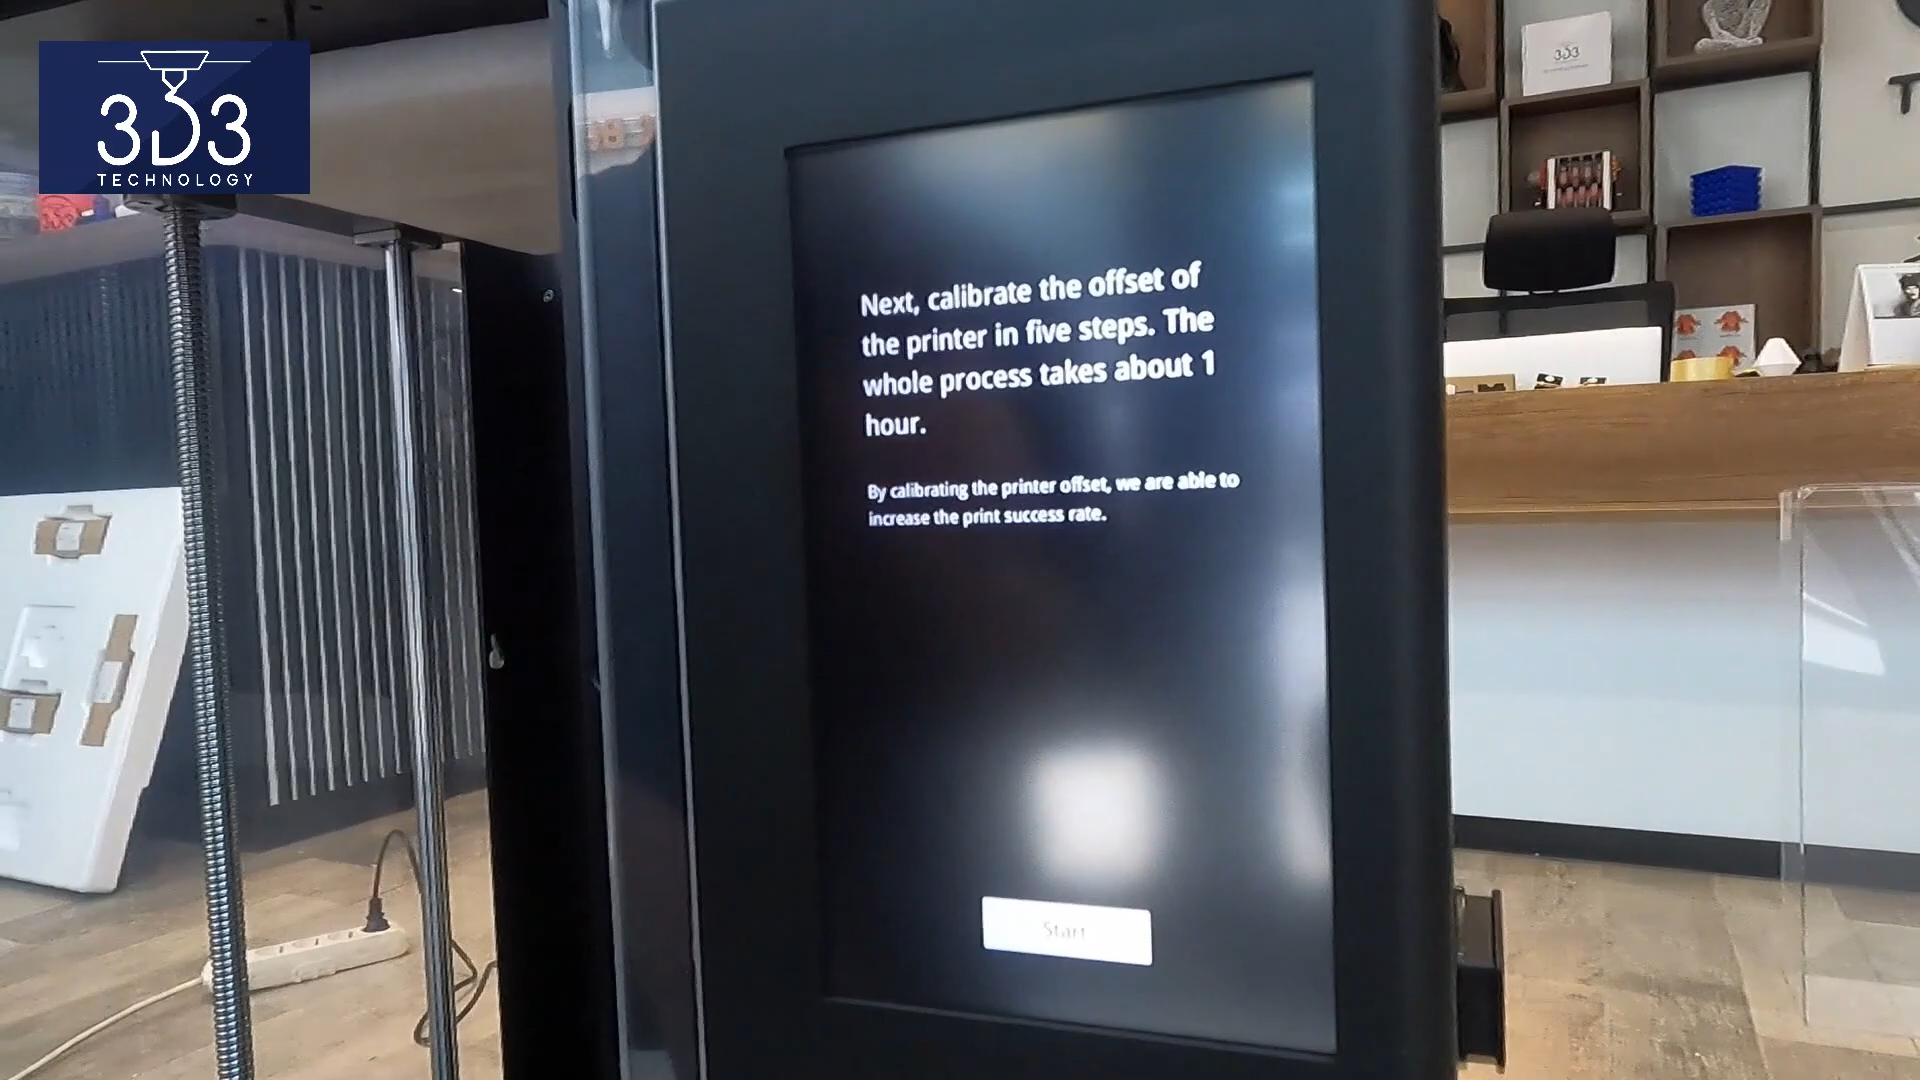 3D3
TECHNOLOGY
3D3
Next, calibrate the offset of
the printer in five steps. The
whole process takes about 1
hour.
By calibrating the printer offset, we are able to
increase the print success rate.
Start